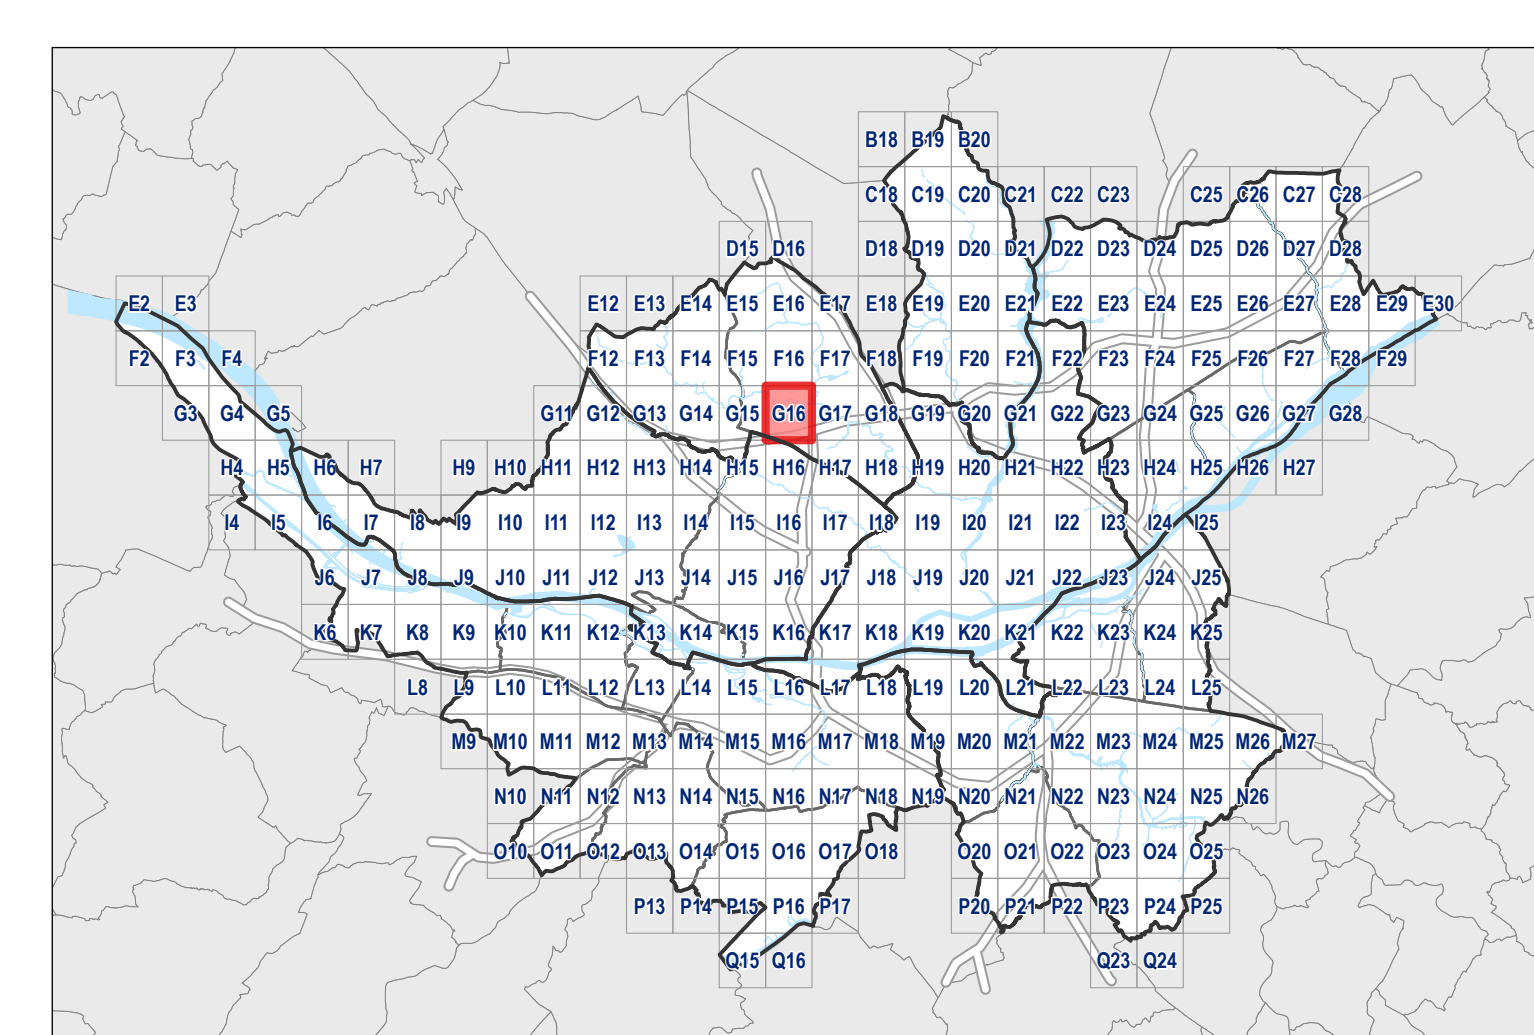 B18 B19 B20
C18 C19 C20 C21 C22 C23 C25 C26 C27 C28
D15 D16 D18 D19 D20 D21 D22 D23 D24 D25 D26 D27 D28
E2 E3 E12 E13 E14 E15 E16 E17 E18 E19 E20 E21 E22 E23 E24 E25 E26 E27 E28 E29 E30
F2 F3 F4 F12 F13 F14 F15 F16 F17 F18 F19 F20 F21 F22 F23 F24 F25 F26 F27 F28 F29
G3 G4 G5 G11 G12 G13 G14 G15 G16 G17 G18 G19 G20 G21 G22 G23 G24 G25 G26 G27 G28
H4 H5 H6 H7 H9 H10 H11 H12 H13 H14 H15 H16 H17 H18 H19 H20 H21 H22 H23 H24 H25 H26 H27
I4 I5 I6 I7 I8 I9 I10 I11 I12 I13 I14 I15 I16 I17 I18 I19 I20 I21 I22 I23 I24 I25
J6 J7 J8 J9 J10 J11 J12 J13 J14 J15 J16 J17 J18 J19 J20 J21 J22 J23 J24 J25
K6 K7 K8 K9 K10 K11 K12 K13 K14 K15 K16 K17 K18 K19 K20 K21 K22 K23 K24 K25
L8 L9 L10 L11 L12 L13 L14 L15 L16 L17 L18 L19 L20 L21 L22 L23 L24 L25
M9 M10 M11 M12 M13 M14 M15 M16 M17 M18 M19 M20 M21 M22 M23 M24 M25 M26 M27
N10 N11 N12 N13 N14 N15 N16 N17 N18 N19 N20 N21 N22 N23 N24 N25 N26
O10 O11 O12 O13 O14 O15 O16 O17 O18 O20 O21 O22 O23 O24 O25
P13 P14 P15 P16 P17 P20 P21 P22 P23 P24 P25
Q15 Q16 Q23 Q24